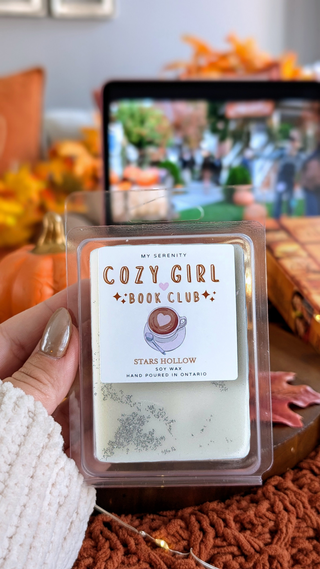 MY SERENITY
COZY GIRL
BOOK CLUB
STARS HOLLOW
SOY WAX
HAND POURED IN ONTARIO